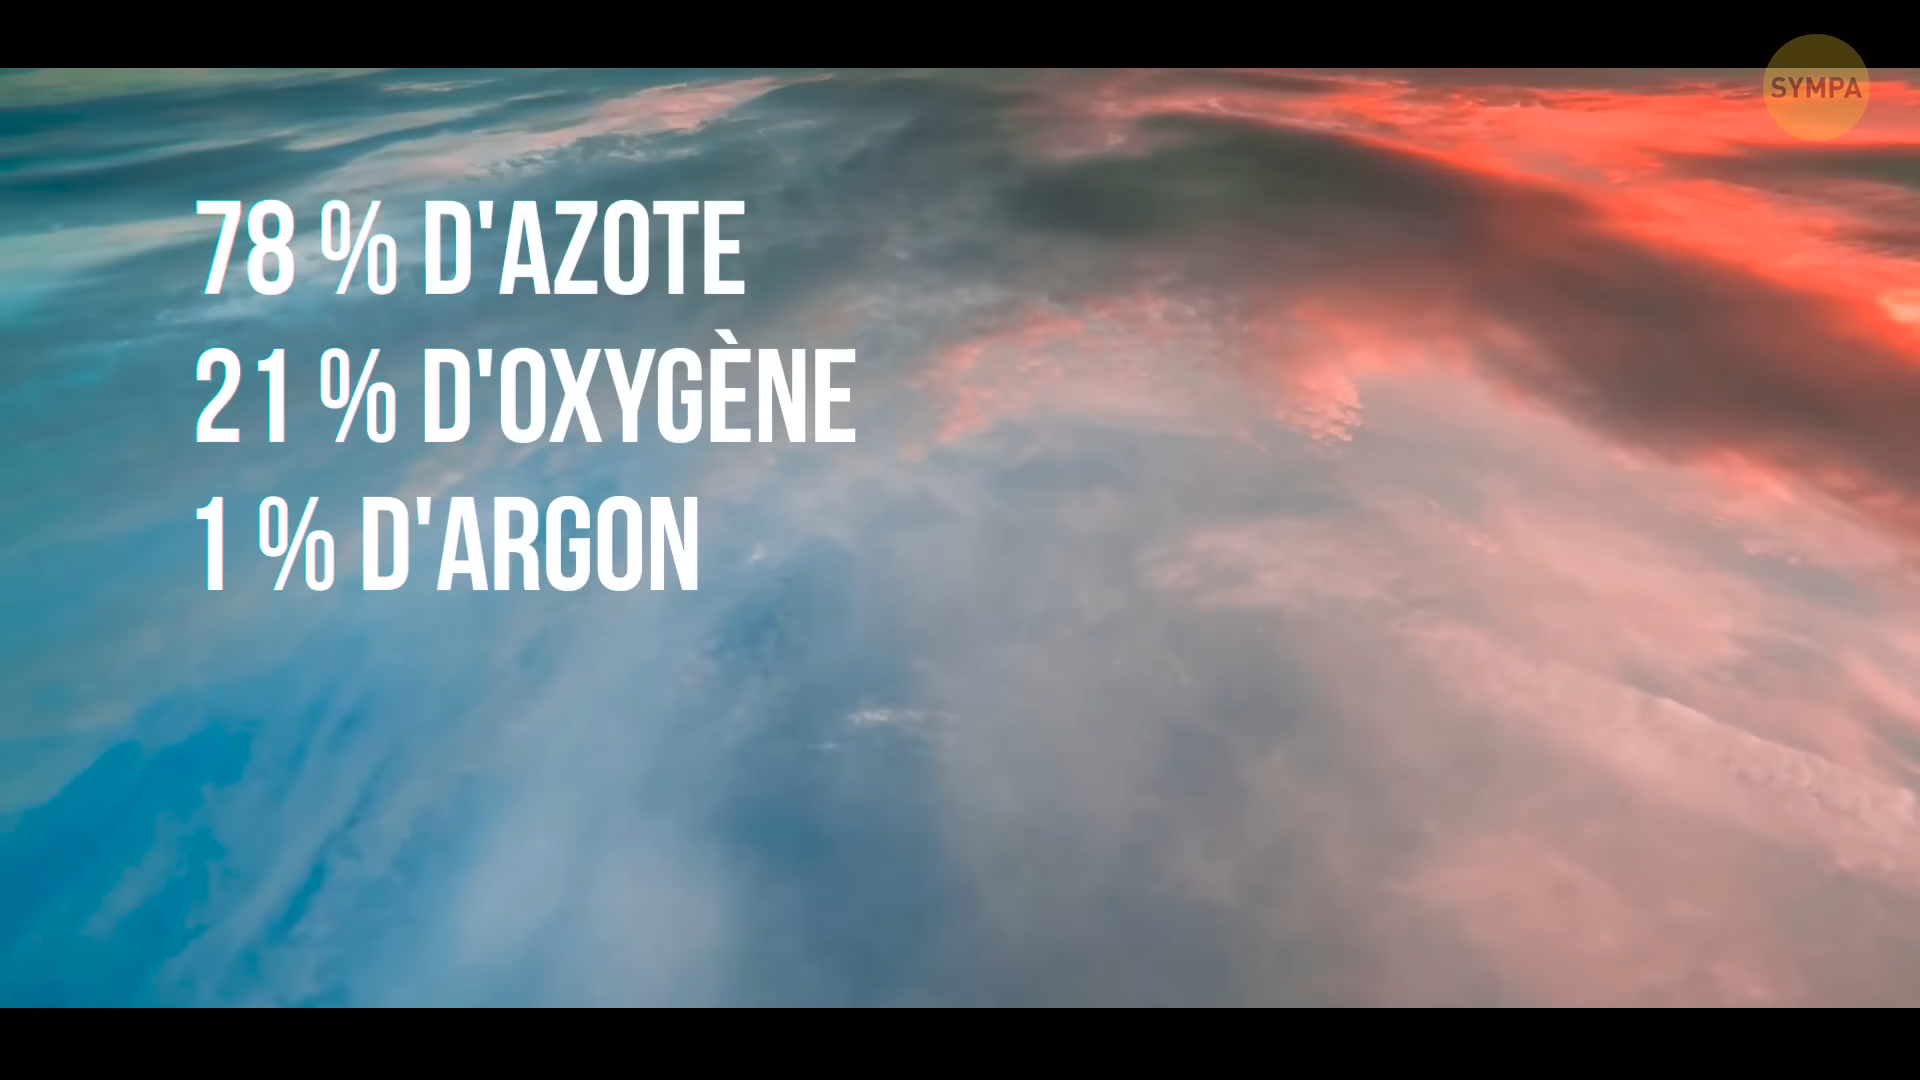 SYMPA
78 % D'AZOTE
21 % D'OXYGÈNE
1 % D'ARGON